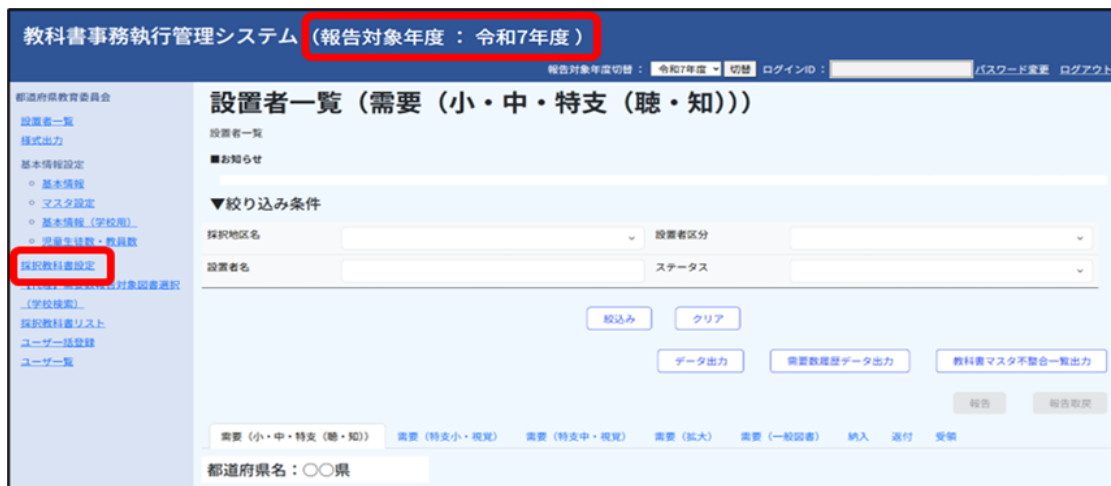 教科書事務執行管理システム（報告対象年度 ： 令和7年度 ）
報告対象年度切替： 令和7年度 切替 ログインID： パスワード変更 ログアウト
都道府県教育委員会
設置者一覧
様式出力
基本情報設定
基本情報
マスタ設定
基本情報（学校用）
児童生徒数・教員数
採択教科書設定
対象図書選択
（学校検索）
採択教科書リスト
ユーザ一括登録
ユーザ一覧
設置者一覧（需要（小・中・特支（聴・知）））
設置者一覧
■お知らせ
▼絞り込み条件
採択地区名 設置者区分
設置者名 ステータス
絞込み クリア
データ出力 需要数履歴データ出力 教科書マスタ不整合一覧出力
報告 報告取戻
需要（小・中・特支（聴・知）） 需要（特支小・視覚） 需要（特支中・視覚） 需要（拡大） 需要（一般図書） 納入 返付 受領
都道府県名：〇〇県